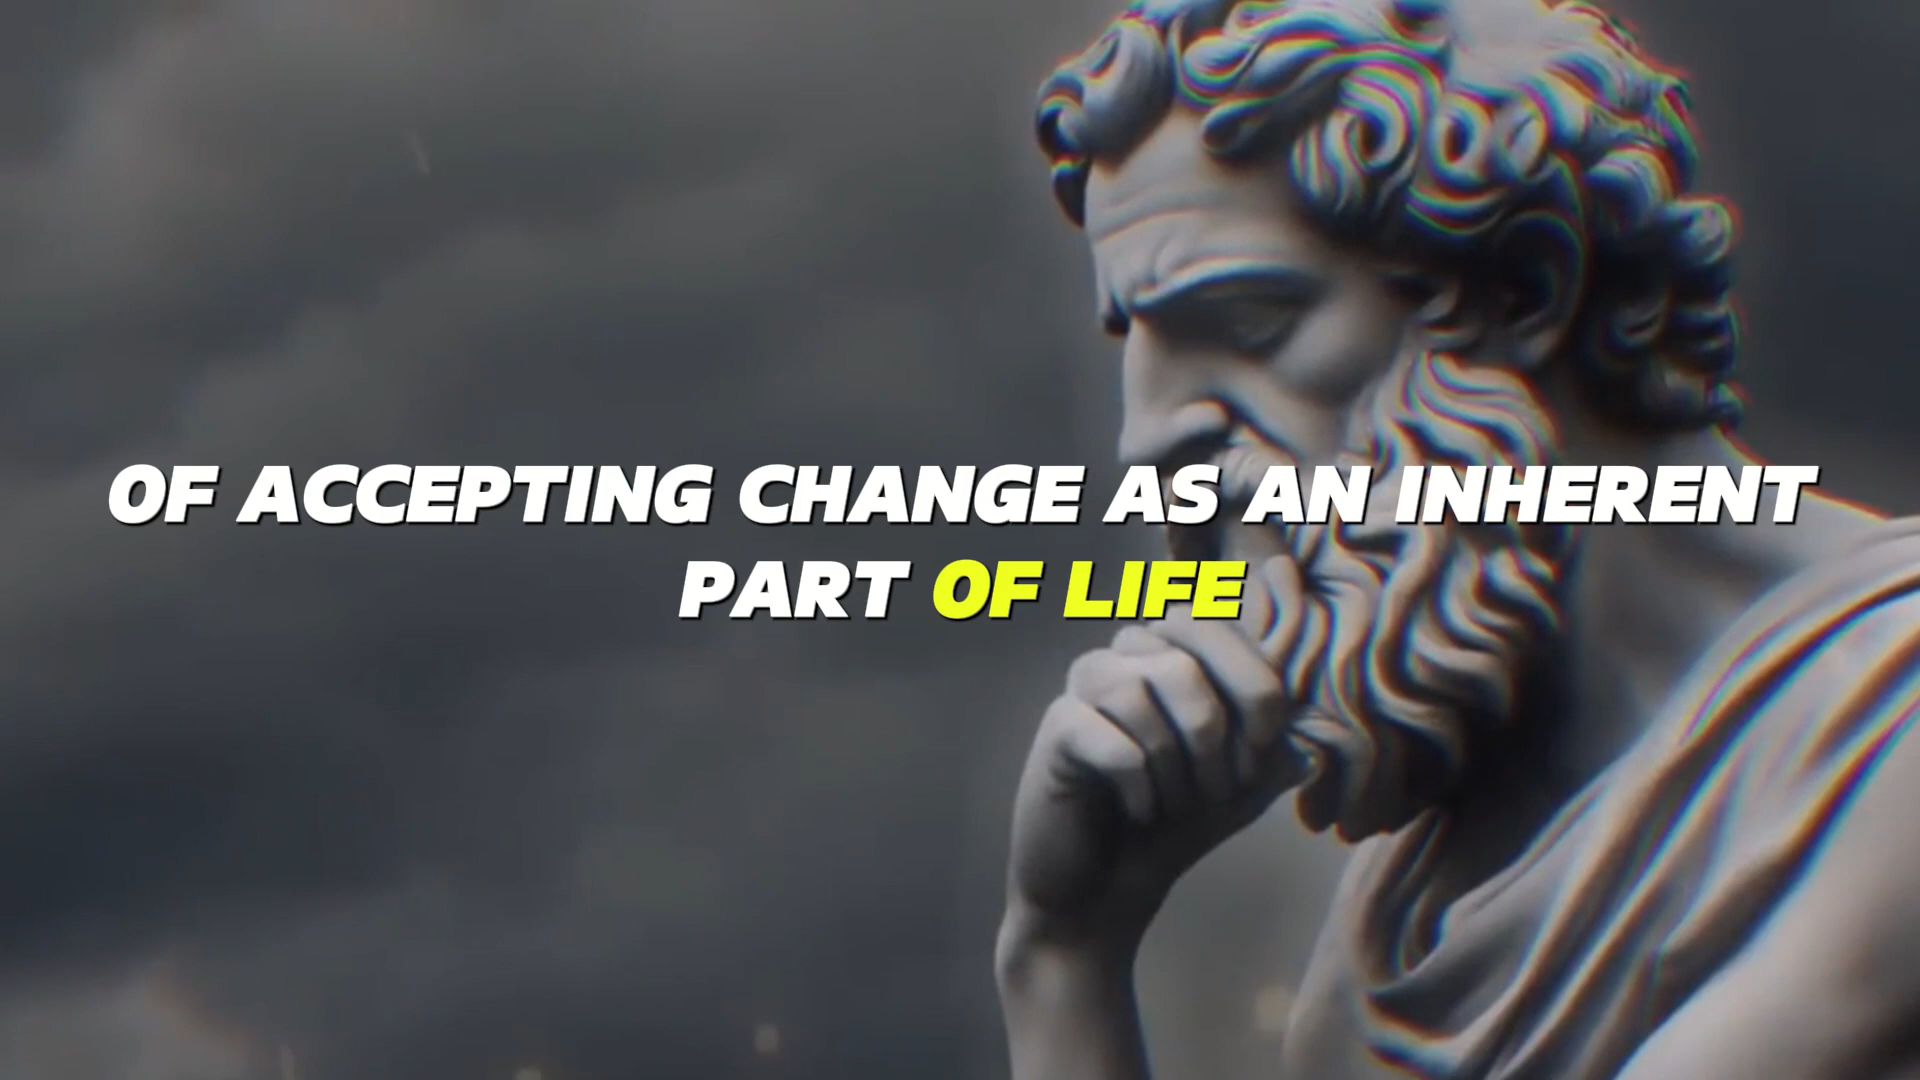 OF ACCEPTING CHANGE AS AN INHERENT
PART OF LIFE